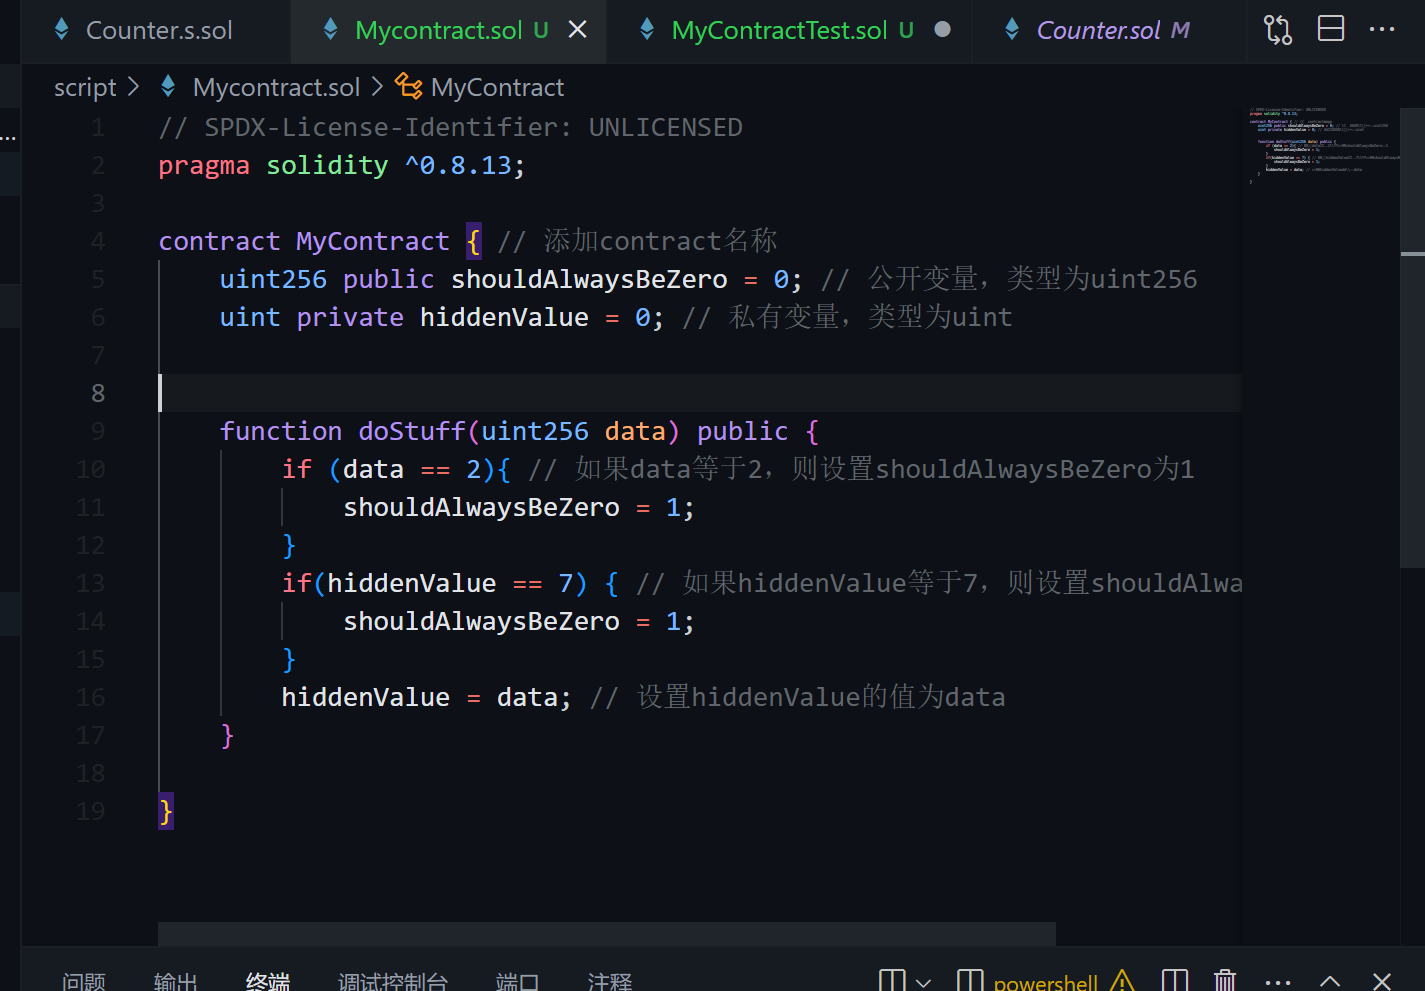 Counter.s.sol Mycontract.sol U MyContractTest.sol U Counter.sol M
script > Mycontract.sol > MyContract
...
1 // SPDX-License-Identifier: UNLICENSED
2 pragma solidity ^0.8.13;
3
4 contract MyContract { // 添加contract名称
5 uint256 public shouldAlwaysBeZero = 0; // 公开变量，类型为uint256
6 uint private hiddenValue = 0; // 私有变量，类型为uint
7
8
9 function doStuff(uint256 data) public {
10 if (data == 2){ // 如果data等于2，则设置shouldAlwaysBeZero为1
11 shouldAlwaysBeZero = 1;
12 }
13 if(hiddenValue == 7) { // 如果hiddenValue等于7，则设置shouldAlwa
14 shouldAlwaysBeZero = 1;
15 }
16 hiddenValue = data; // 设置hiddenValue的值为data
17 }
18
19 }
问题 输出 终端 调试控制台 端口 注释 powershell